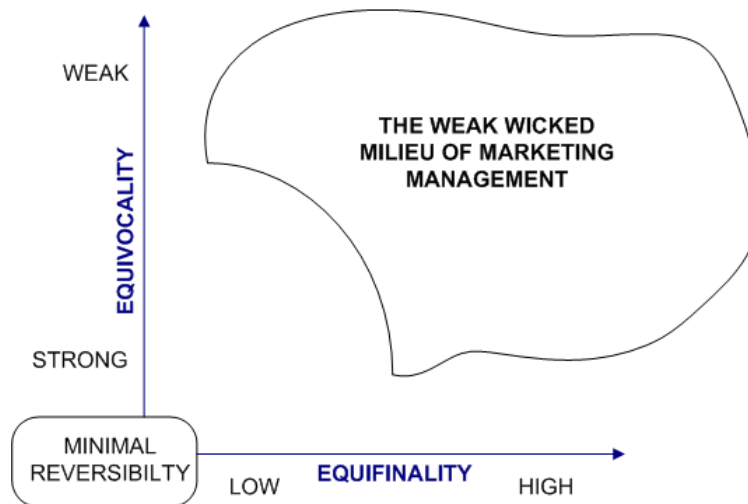 WEAK
THE WEAK WICKED
MILIEU OF MARKETING
MANAGEMENT
EQUIVOCALITY
STRONG
MINIMAL
REVERSIBILTY
LOW
EQUIFINALITY
HIGH